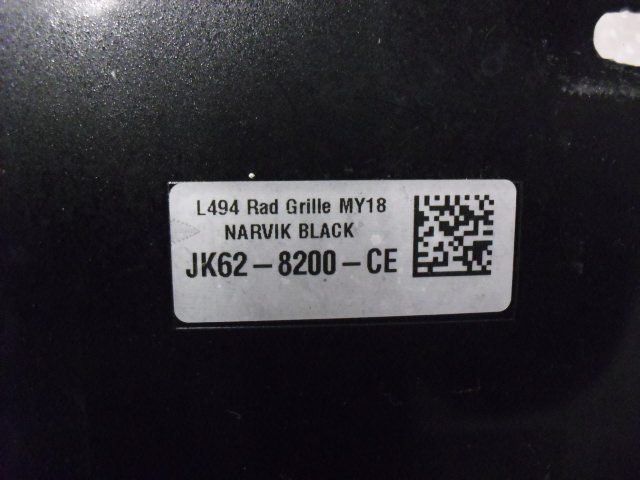 L494 Rad Grille MY18
NARVIK BLACK
JK62-8200-CE